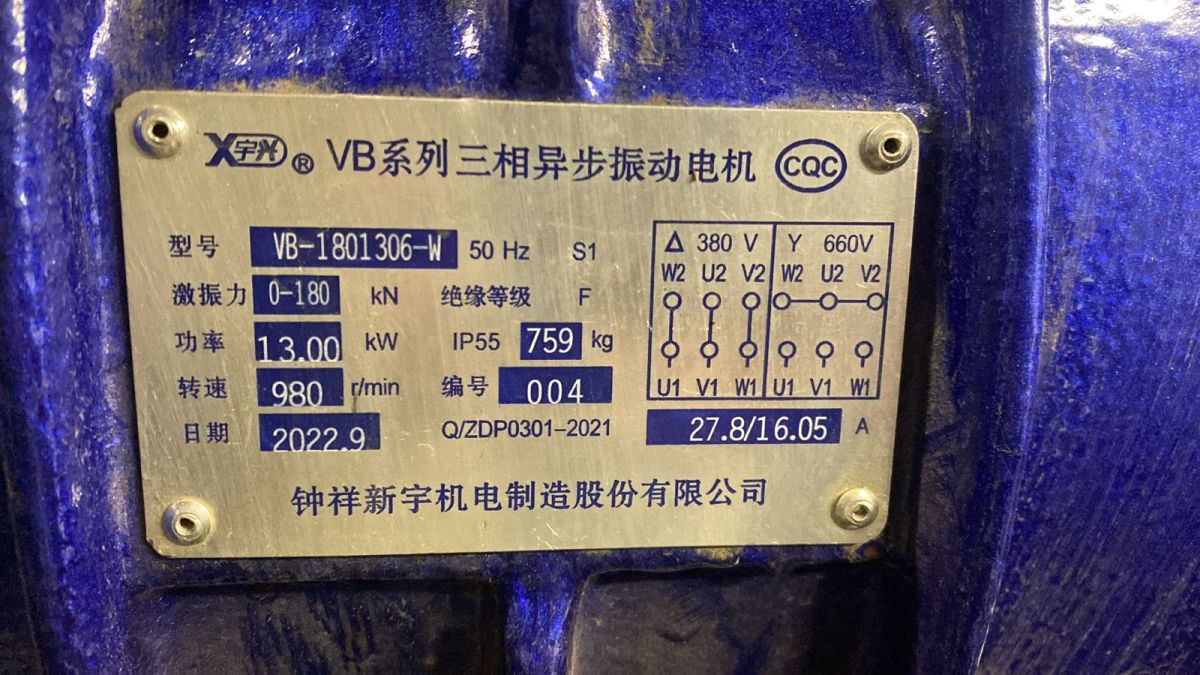 X宇兴® VB系列三相异步振动电机 CQC
型号 VB-1801306-W 50 Hz S1
激振力 0-180 kN 绝缘等级 F
功率 13.00 kW IP55 759 kg
转速 980 r/min 编号 004
日期 2022.9 Q/ZDP0301-2021
Δ 380 V Y 660V
W2 U2 V2 W2 U2 V2
U1 V1 W1 U1 V1 W1
27.8/16.05 A
钟祥新宇机电制造股份有限公司